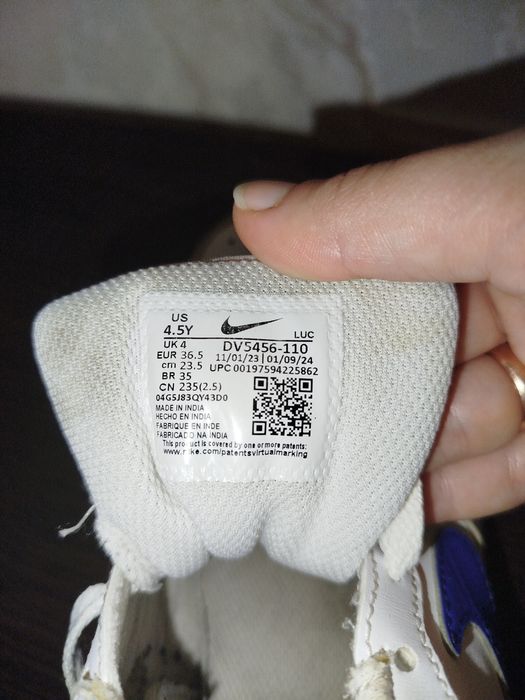 US
4.5Y
LUC
UK 4 DV5456-110
EUR 36.5 11/01/23 | 01/09/24
cm 23.5 UPC 00197594225862
BR 35
CN 235(2.5)
04G5J83QY43D0
MADE IN INDIA
HECHO EN INDIA
FABRIQUE EN INDE
FABRICADO NA INDIA
This product is covered by one or more patents:
www.nike.com/patentsvirtualmarking